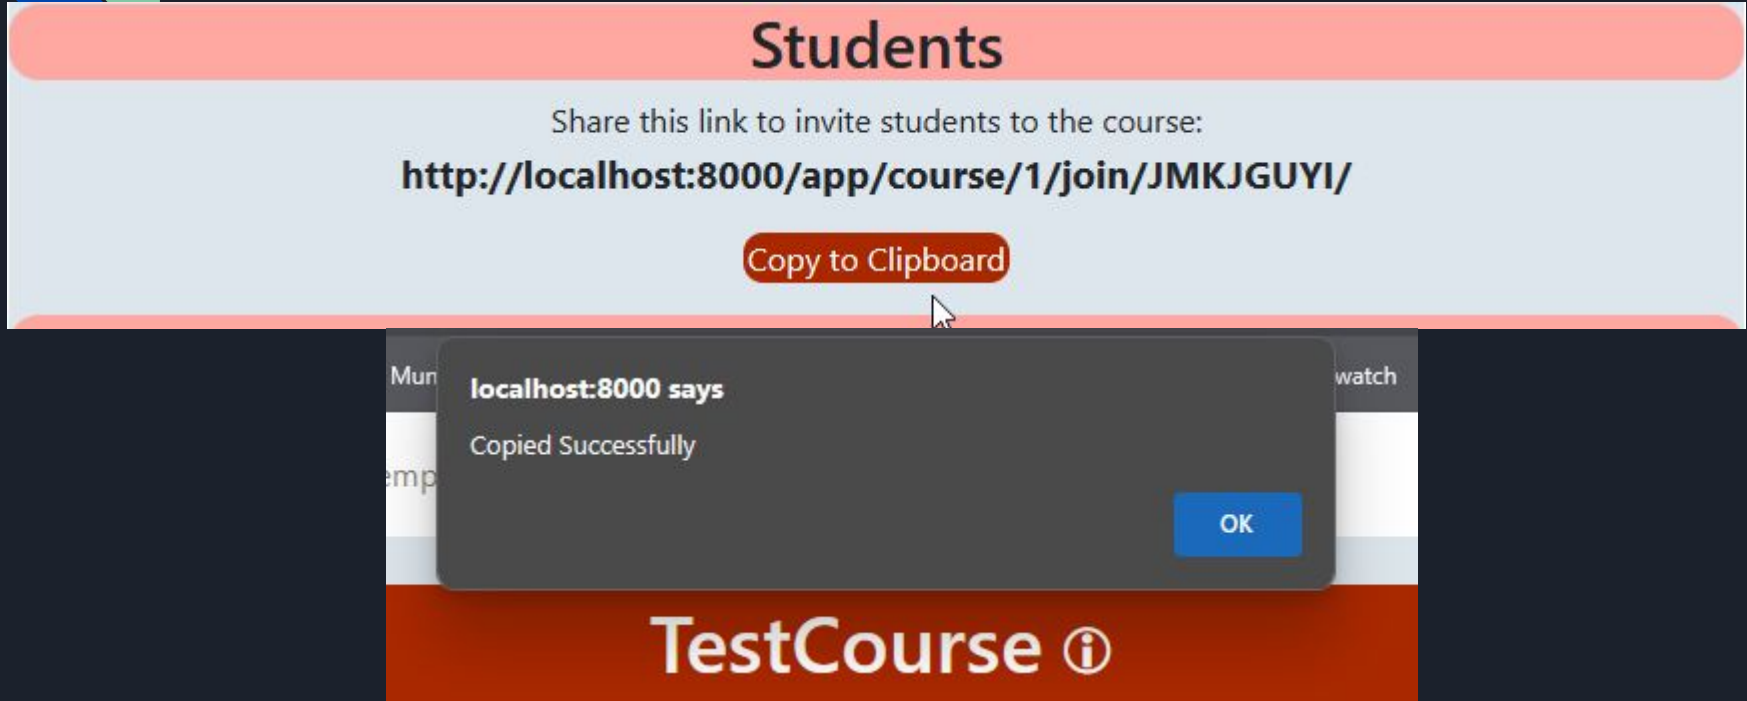 Students
Share this link to invite students to the course:
http://localhost:8000/app/course/1/join/JMKJGUYI/
Copy to Clipboard
localhost:8000 says
watch
Copied Successfully
OK
TestCourse